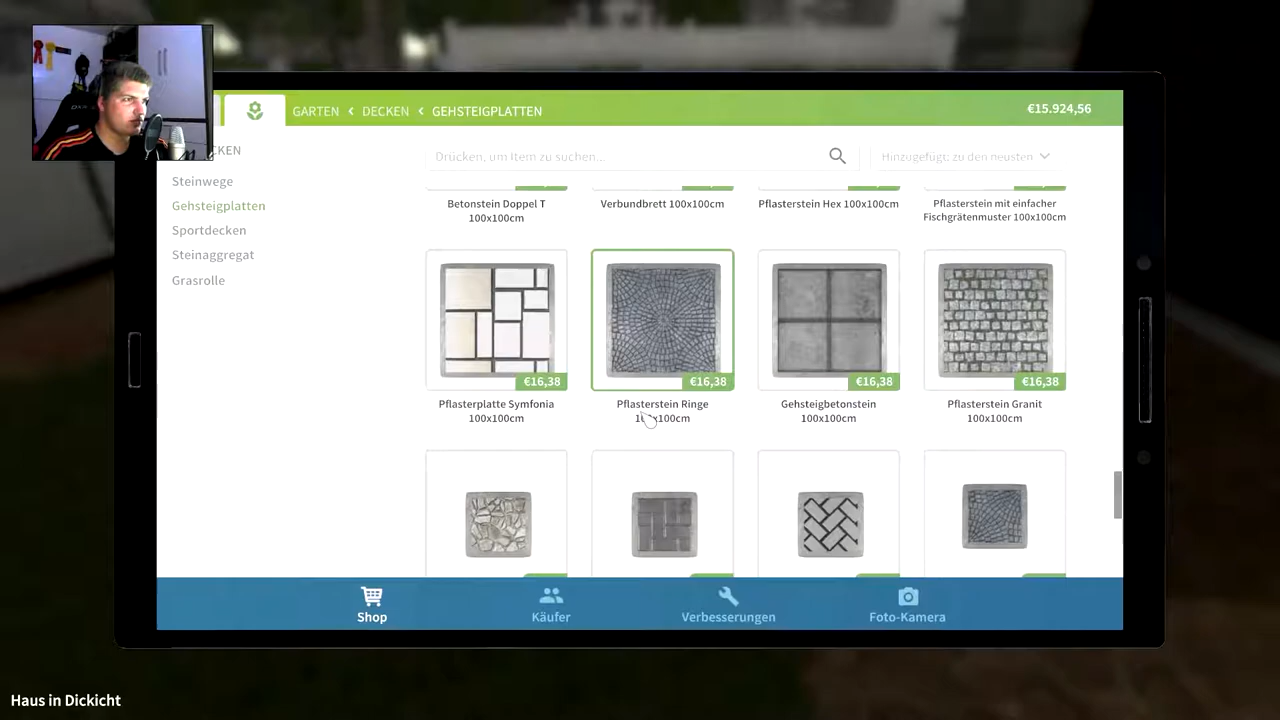 GARTEN < DECKEN < GEHSTEIGPLATTEN
€15.924,56
Drücken, um Item zu suchen...
Hinzugefügt: zu den neusten
Steinwege
Gehsteigplatten
Sportdecken
Steinaggregat
Grasrolle
Betonstein Doppel T
100x100cm
Verbundbrett 100x100cm
Pflasterstein Hex 100x100cm
Pflasterstein mit einfacher
Fischgrätenmuster 100x100cm
€16,38
Pflasterplatte Symfonia
100x100cm
€16,38
Pflasterstein Ringe
100x100cm
€16,38
Gehsteigbetonstein
100x100cm
€16,38
Pflasterstein Granit
100x100cm
Shop
Käufer
Verbesserungen
Foto-Kamera
Haus in Dickicht